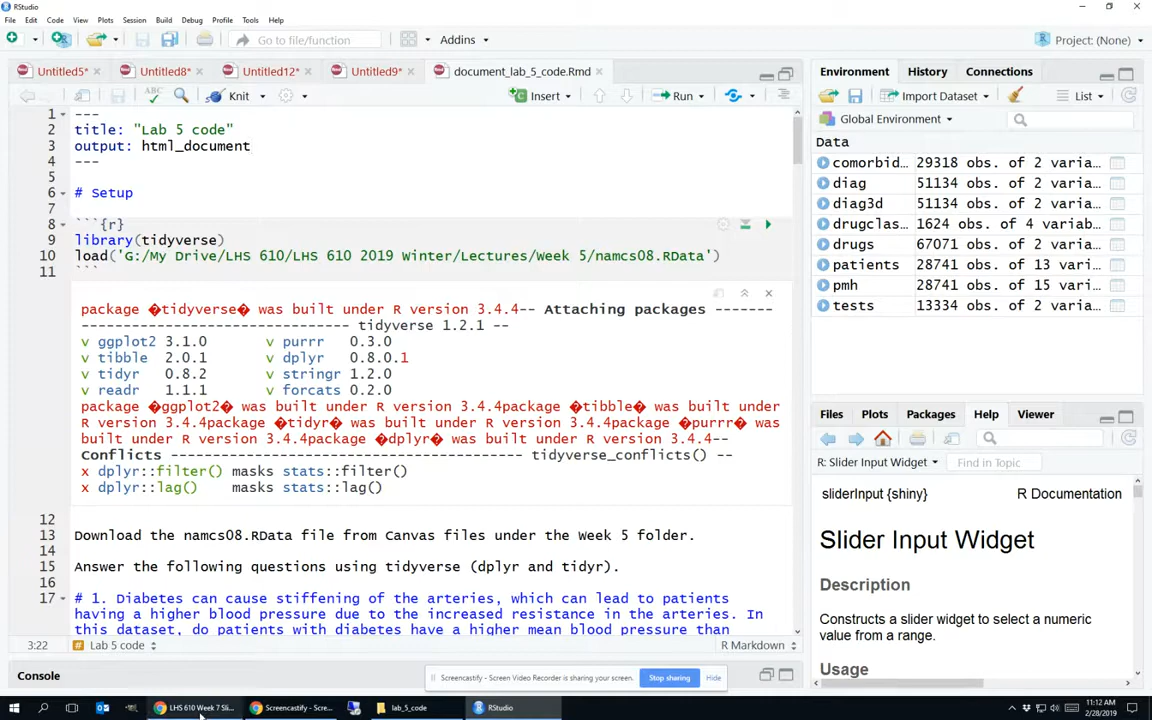 RStudio
File Edit Code View Plots Session Build Debug Profile Tools Help
Go to file/function Addins Project: (None)
Untitled5* Untitled8* Untitled12* Untitled9* document_lab_5_code.Rmd
Knit Insert Run
1 ---
2 title: "Lab 5 code"
3 output: html_document
4 ---
5
6 # Setup
7
8 ```{r}
9 library(tidyverse)
10 load('G:/My Drive/LHS 610/LHS 610 2019 Winter/Lectures/Week 5/namcs08.RData')
11 ```
package �tidyverse� was built under R version 3.4.4-- Attaching packages -------
------------------------------- tidyverse 1.2.1 --
v ggplot2 3.1.0 v purrr 0.3.0
v tibble 2.0.1 v dplyr 0.8.0.1
v tidyr 0.8.2 v stringr 1.2.0
v readr 1.1.1 v forcats 0.2.0
package �ggplot2� was built under R version 3.4.4package �tibble� was built under
R version 3.4.4package �tidyr� was built under R version 3.4.4package �purrr� was
built under R version 3.4.4package �dplyr� was built under R version 3.4.4--
Conflicts ------------------------------------------------ tidyverse_conflicts() --
x dplyr::filter() masks stats::filter()
x dplyr::lag() masks stats::lag()
12
13 Download the namcs08.RData file from Canvas files under the Week 5 folder.
14
15 Answer the following questions using tidyverse (dplyr and tidyr).
16
17 # 1. Diabetes can cause stiffening of the arteries, which can lead to patients
having a higher blood pressure due to the increased resistance in the arteries. In
this dataset, do patients with diabetes have a higher mean blood pressure than
3:22 Lab 5 code R Markdown
Console
Environment History Connections
Import Dataset List
Global Environment
Data
comorbid… 29318 obs. of 2 varia…
diag 51134 obs. of 2 varia…
diag3d 51134 obs. of 2 varia…
drugclas… 1624 obs. of 4 variab…
drugs 67071 obs. of 2 varia…
patients 28741 obs. of 13 vari…
pmh 28741 obs. of 15 vari…
tests 13334 obs. of 2 varia…
Files Plots Packages Help Viewer
R: Slider Input Widget Find in Topic
sliderInput {shiny} R Documentation
Slider Input Widget
Description
Constructs a slider widget to select a numeric
value from a range.
Usage
Screencastify - Screen Video Recorder is sharing your screen. Stop sharing Hide
LHS 610 Week 7 Sli... Screencastify - Scre... lab_5_code RStudio
11:12 AM
2/28/2019